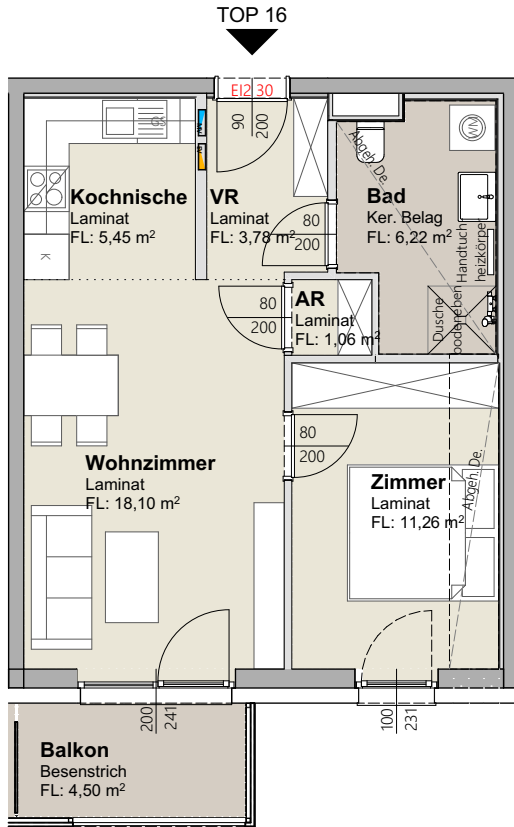 TOP 16
EI2 30
90
200
Kochnische
Laminat
FL: 5,45 m²
VR
Laminat
FL: 3,78 m²
Bad
Ker. Belag
FL: 6,22 m²
Abgeh. De.
WM
GS
K
80
200
Handtuch
heizkörper
Dusche
bodeneben
80
200
AR
Laminat
FL: 1,06 m²
80
200
Wohnzimmer
Laminat
FL: 18,10 m²
Zimmer
Laminat
FL: 11,26 m²
Abgeh. De.
200
241
100
231
Balkon
Besenstrich
FL: 4,50 m²